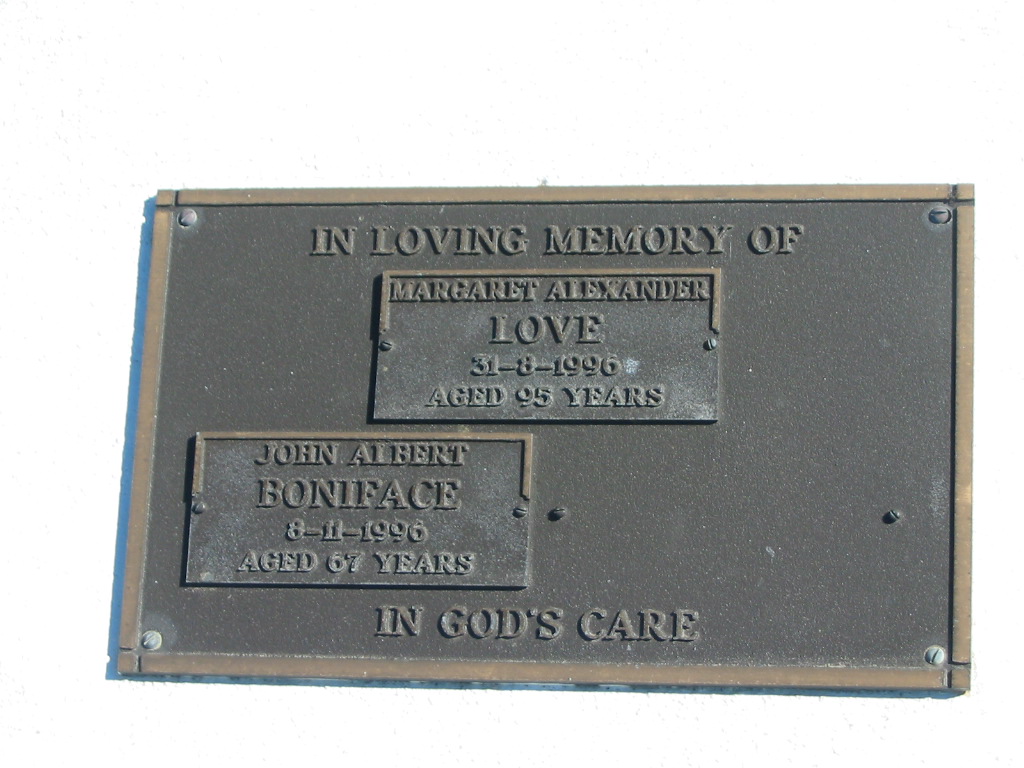 IN LOVING MEMORY OF
MARGARET ALEXANDER
LOVE
31-8-1996
AGED 95 YEARS
JOHN ALBERT
BONIFACE
8-11-1996
AGED 67 YEARS
IN GOD'S CARE